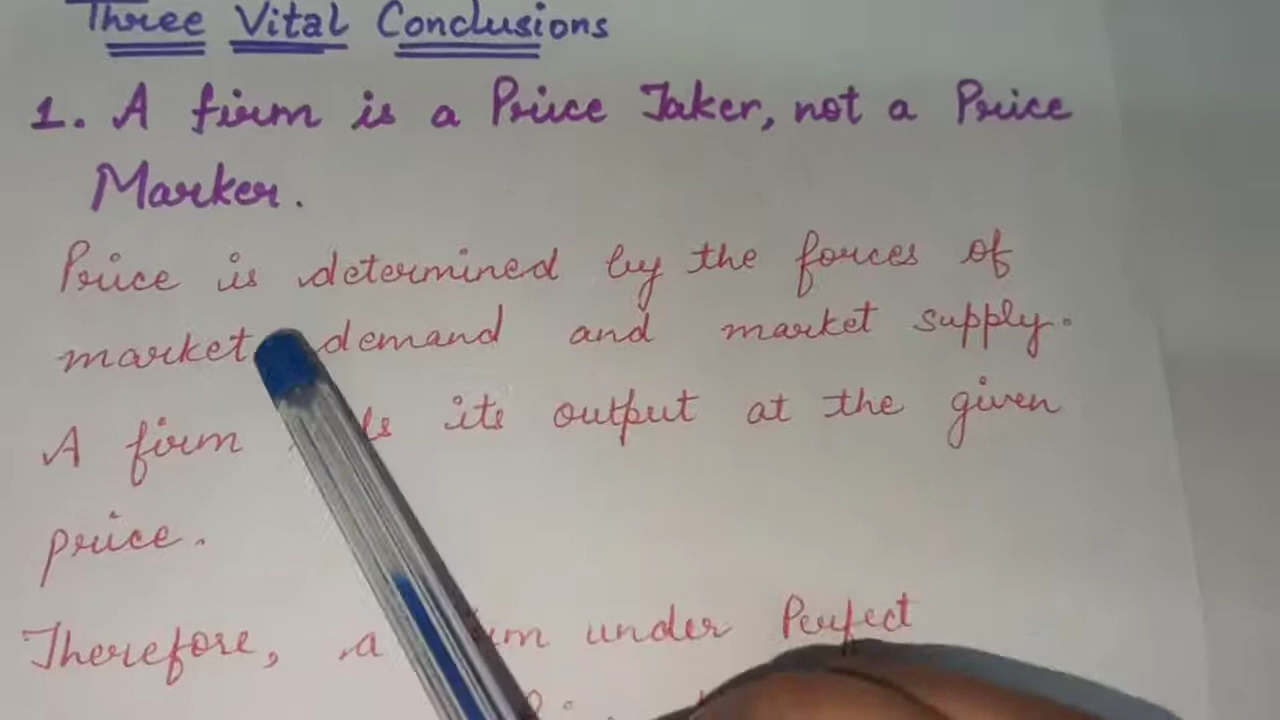 Three Vital Conclusions
1. A firm is a Price Taker, not a Price
Marker.
Price is determined by the forces of
market demand and market supply.
A firm its output at the given
price.
Therefore, a under Perfect